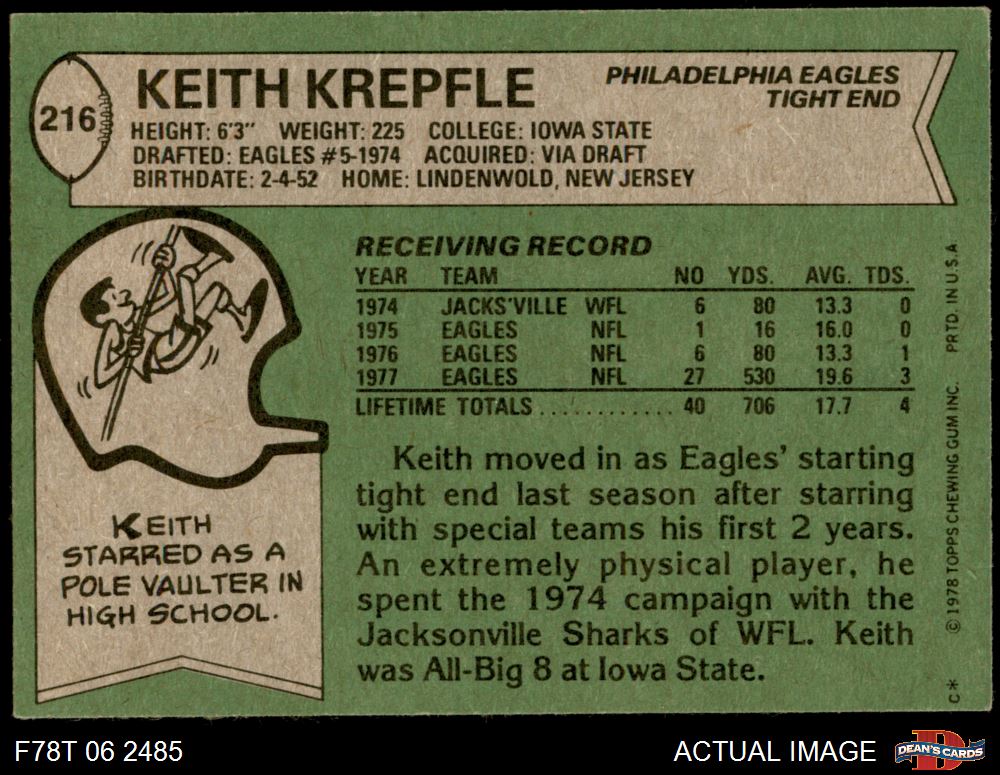 216
KEITH KREPFLE
PHILADELPHIA EAGLES
TIGHT END
HEIGHT: 6'3" WEIGHT: 225 COLLEGE: IOWA STATE
DRAFTED: EAGLES #5-1974 ACQUIRED: VIA DRAFT
BIRTHDATE: 2-4-52 HOME: LINDENWOLD, NEW JERSEY
RECEIVING RECORD
YEAR TEAM NO YDS. AVG. TDS.
1974 JACKS'VILLE WFL 6 80 13.3 0
1975 EAGLES NFL 1 16 16.0 0
1976 EAGLES NFL 6 80 13.3 1
1977 EAGLES NFL 27 530 19.6 3
LIFETIME TOTALS............ 40 706 17.7 4
Keith moved in as Eagles' starting
tight end last season after starring
with special teams his first 2 years.
An extremely physical player, he
spent the 1974 campaign with the
Jacksonville Sharks of WFL. Keith
was All-Big 8 at Iowa State.
KEITH
STARRED AS A
POLE VAULTER IN
HIGH SCHOOL.
C* ©1978 TOPPS CHEWING GUM INC. PRTD. IN U.S.A
F78T 06 2485
ACTUAL IMAGE
D
DEAN'S CARDS